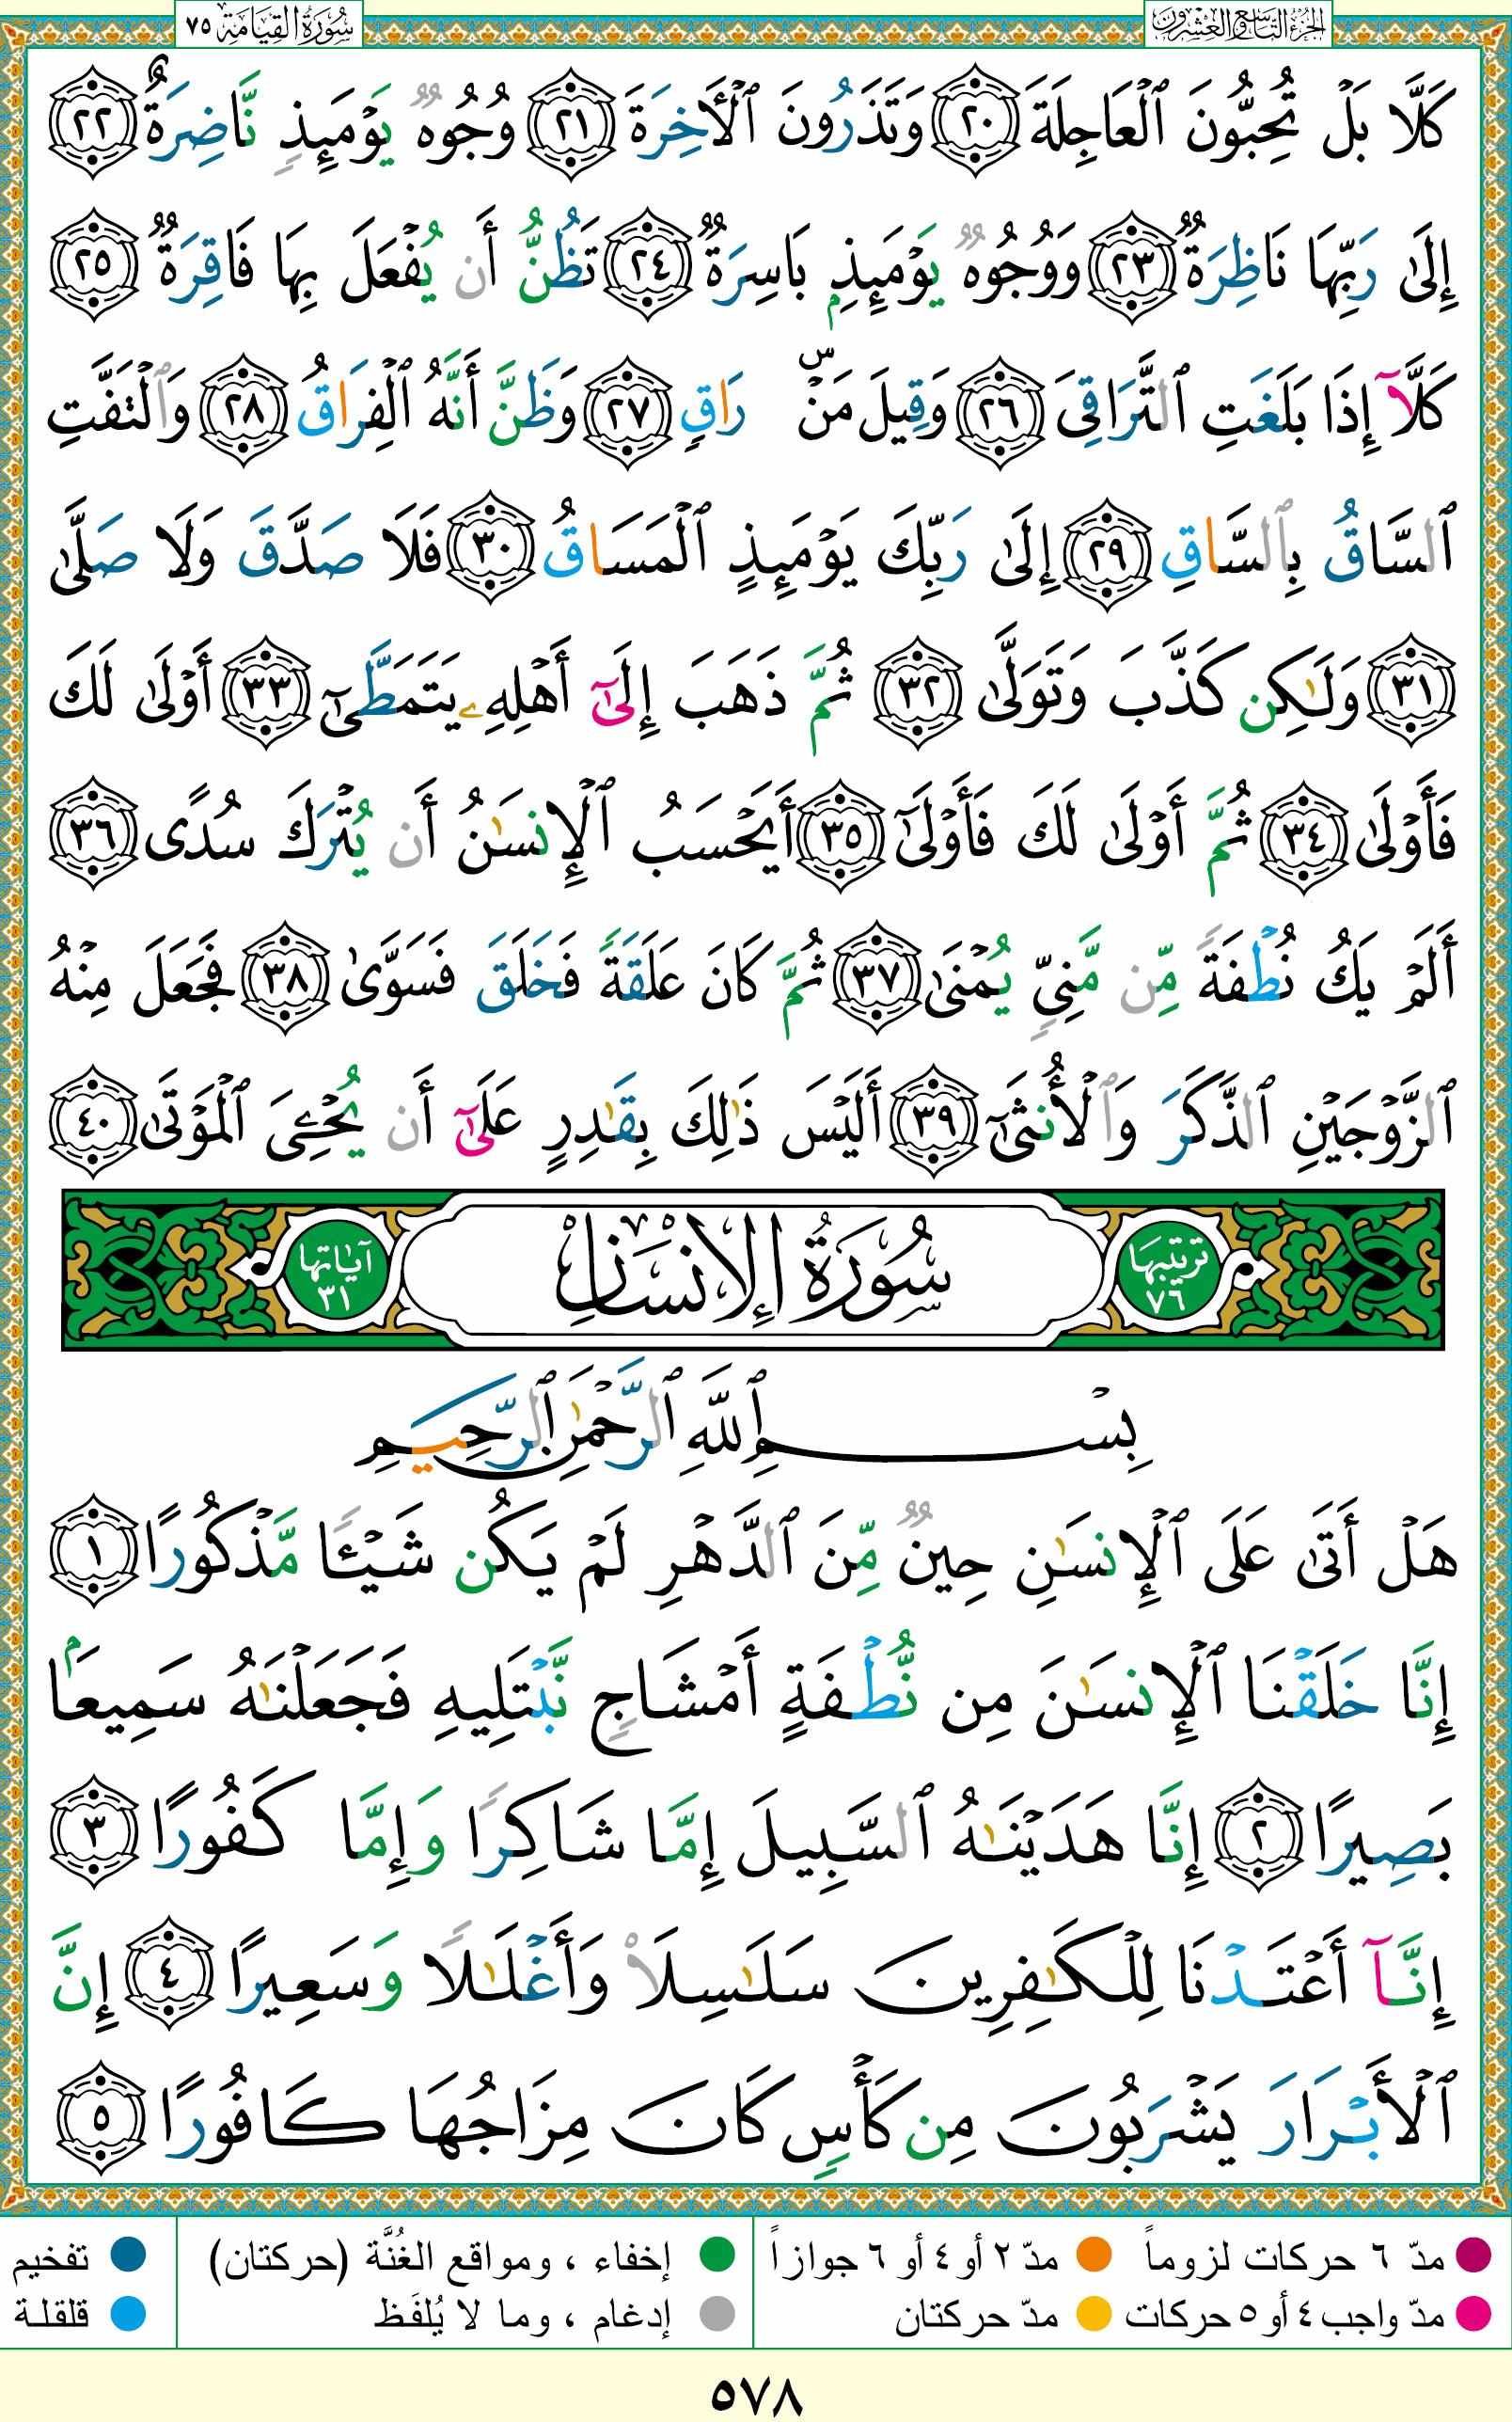 الجزء التاسع والعشرون
سُورَةُ القِيَامَةِ ٧٥
كَلَّا بَلْ تُحِبُّونَ ٱلْعَاجِلَةَ ٢٠ وَتَذَرُونَ ٱلْأٓخِرَةَ ٢١ وُجُوهٌ يَوْمَئِذٍ نَّاضِرَةٌ ٢٢
إِلَىٰ رَبِّهَا نَاظِرَةٌ ٢٣ وَوُجُوهٌ يَوْمَئِذٍۭ بَاسِرَةٌ ٢٤ تَظُنُّ أَن يُفْعَلَ بِهَا فَاقِرَةٌ ٢٥
كَلَّآ إِذَا بَلَغَتِ ٱلتَّرَاقِىَ ٢٦ وَقِيلَ مَنْۜ رَاقٍ ٢٧ وَظَنَّ أَنَّهُ ٱلْفِرَاقُ ٢٨ وَٱلْتَفَّتِ
ٱلسَّاقُ بِٱلسَّاقِ ٢٩ إِلَىٰ رَبِّكَ يَوْمَئِذٍ ٱلْمَسَاقُ ٣٠ فَلَا صَدَّقَ وَلَا صَلَّىٰ
٣١ وَلَٰكِن كَذَّبَ وَتَوَلَّىٰ ٣٢ ثُمَّ ذَهَبَ إِلَىٰٓ أَهْلِهِۦ يَتَمَطَّىٰٓ ٣٣ أَوْلَىٰ لَكَ
فَأَوْلَىٰ ٣٤ ثُمَّ أَوْلَىٰ لَكَ فَأَوْلَىٰٓ ٣٥ أَيَحْسَبُ ٱلْإِنسَٰنُ أَن يُتْرَكَ سُدًى ٣٦
أَلَمْ يَكُ نُطْفَةً مِّن مَّنِىٍّ يُمْنَىٰ ٣٧ ثُمَّ كَانَ عَلَقَةً فَخَلَقَ فَسَوَّىٰ ٣٨ فَجَعَلَ مِنْهُ
ٱلزَّوْجَيْنِ ٱلذَّكَرَ وَٱلْأُنثَىٰٓ ٣٩ أَلَيْسَ ذَٰلِكَ بِقَٰدِرٍ عَلَىٰٓ أَن يُحْۦِىَ ٱلْمَوْتَىٰ ٤٠
ترتيبها ٧٦ سُورَةُ الإِنسَانِ آياتها ٣١
بِسْمِ ٱللَّهِ ٱلرَّحْمَٰنِ ٱلرَّحِيمِ
هَلْ أَتَىٰ عَلَى ٱلْإِنسَٰنِ حِينٌ مِّنَ ٱلدَّهْرِ لَمْ يَكُن شَيْـًٔا مَّذْكُورًا ١
إِنَّا خَلَقْنَا ٱلْإِنسَٰنَ مِن نُّطْفَةٍ أَمْشَاجٍ نَّبْتَلِيهِ فَجَعَلْنَٰهُ سَمِيعًۢا
بَصِيرًا ٢ إِنَّا هَدَيْنَٰهُ ٱلسَّبِيلَ إِمَّا شَاكِرًا وَإِمَّا كَفُورًا ٣
إِنَّآ أَعْتَدْنَا لِلْكَٰفِرِينَ سَلَٰسِلَا۟ وَأَغْلَٰلًا وَسَعِيرًا ٤ إِنَّ
ٱلْأَبْرَارَ يَشْرَبُونَ مِن كَأْسٍ كَانَ مِزَاجُهَا كَافُورًا ٥
مدّ ٦ حركات لزوماً مدّ ٢ أو ٤ أو ٦ جوازاً إخفاء ، ومواقع الغُنَّة (حركتان) تفخيم
مدّ واجب ٤ أو ٥ حركات مدّ حركتان إدغام ، وما لا يُلفَظ قلقلة
٥٧٨